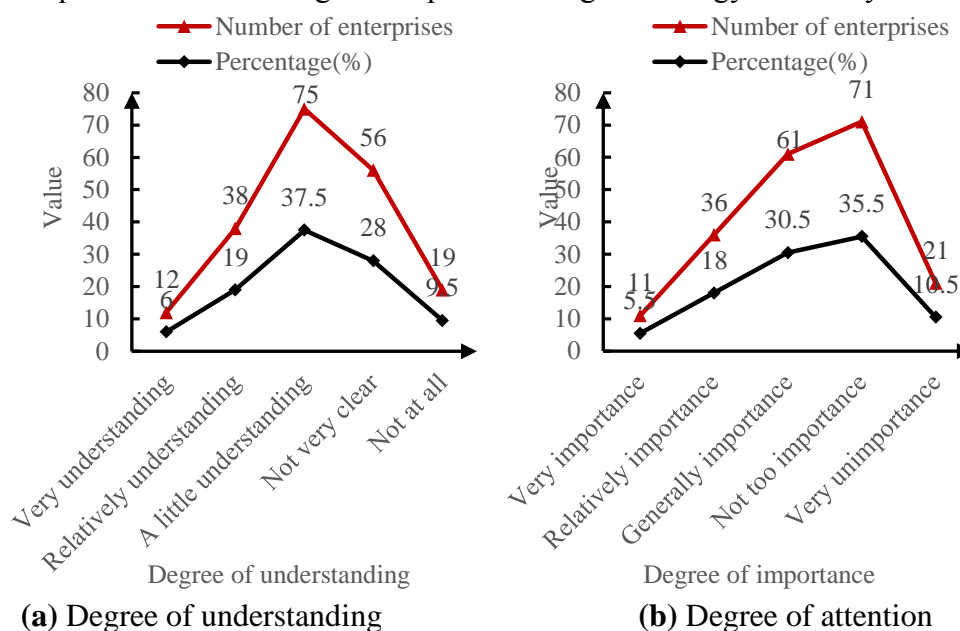 Number of enterprises
Percentage(%)
80
70
60
50
40
30
20
10
0
Value
12
38
75
56
19
6
19
37.5
28
9.5
Very understanding
Relatively understanding
A little understanding
Not very clear
Not at all
Degree of understanding
(a) Degree of understanding
Number of enterprises
Percentage(%)
80
70
60
50
40
30
20
10
0
Value
11
36
61
71
21
5.5
18
30.5
35.5
10.5
Very importance
Relatively importance
Generally importance
Not too importance
Very unimportance
Degree of importance
(b) Degree of attention